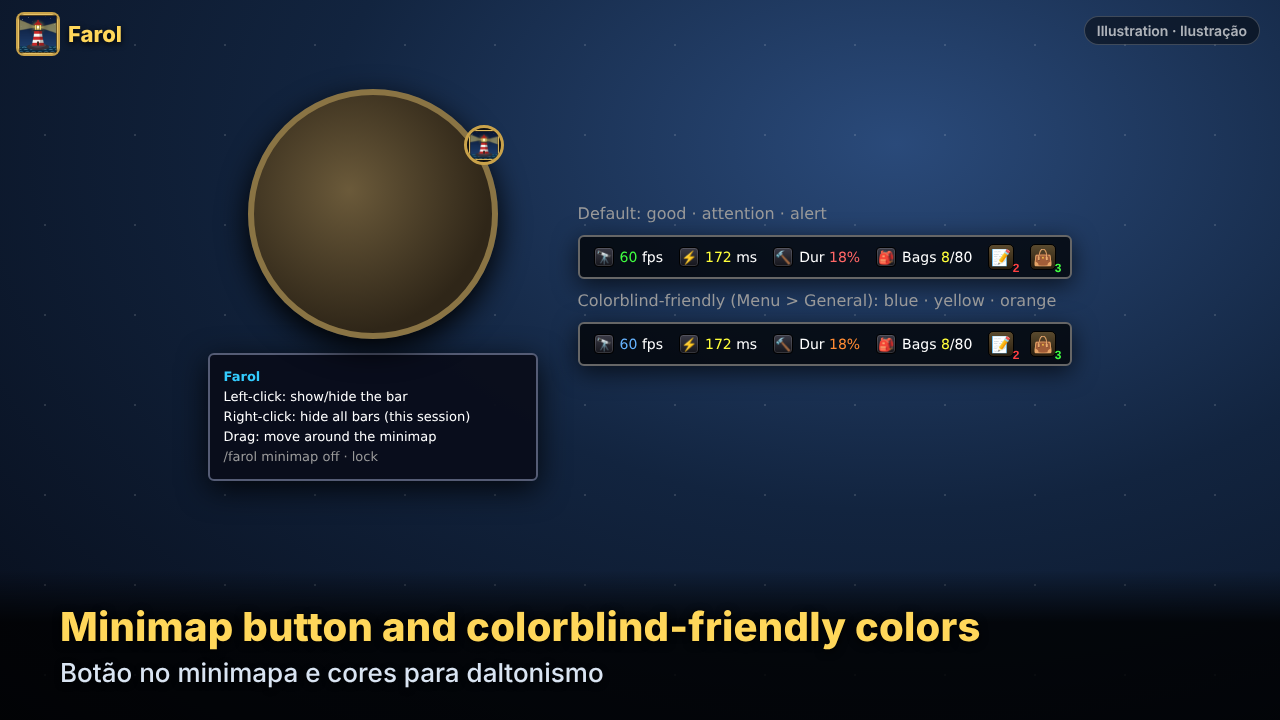 Farol
Illustration · Ilustração
Default: good · attention · alert
60 fps 172 ms Dur 18% Bags 8/80 2 3
Colorblind-friendly (Menu > General): blue · yellow · orange
60 fps 172 ms Dur 18% Bags 8/80 2 3
Farol
Left-click: show/hide the bar
Right-click: hide all bars (this session)
Drag: move around the minimap
/farol minimap off · lock
Minimap button and colorblind-friendly colors
Botão no minimapa e cores para daltonismo